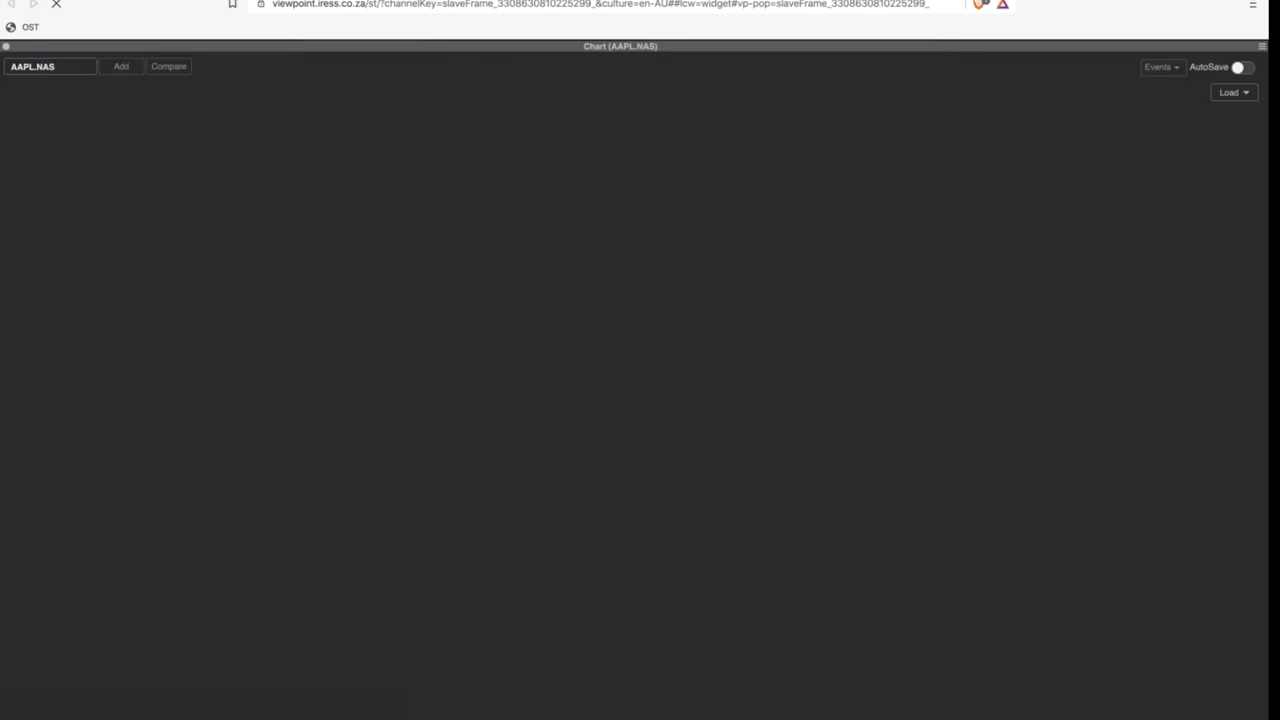 viewpoint.iress.co.za/st/?channelKey=slaveFrame_3308630810225299_&culture=en-AU##lcw=widget#vp-pop=slaveFrame_3308630810225299_
OST
Chart (AAPL.NAS)
AAPL.NAS Add Compare Events AutoSave
Load